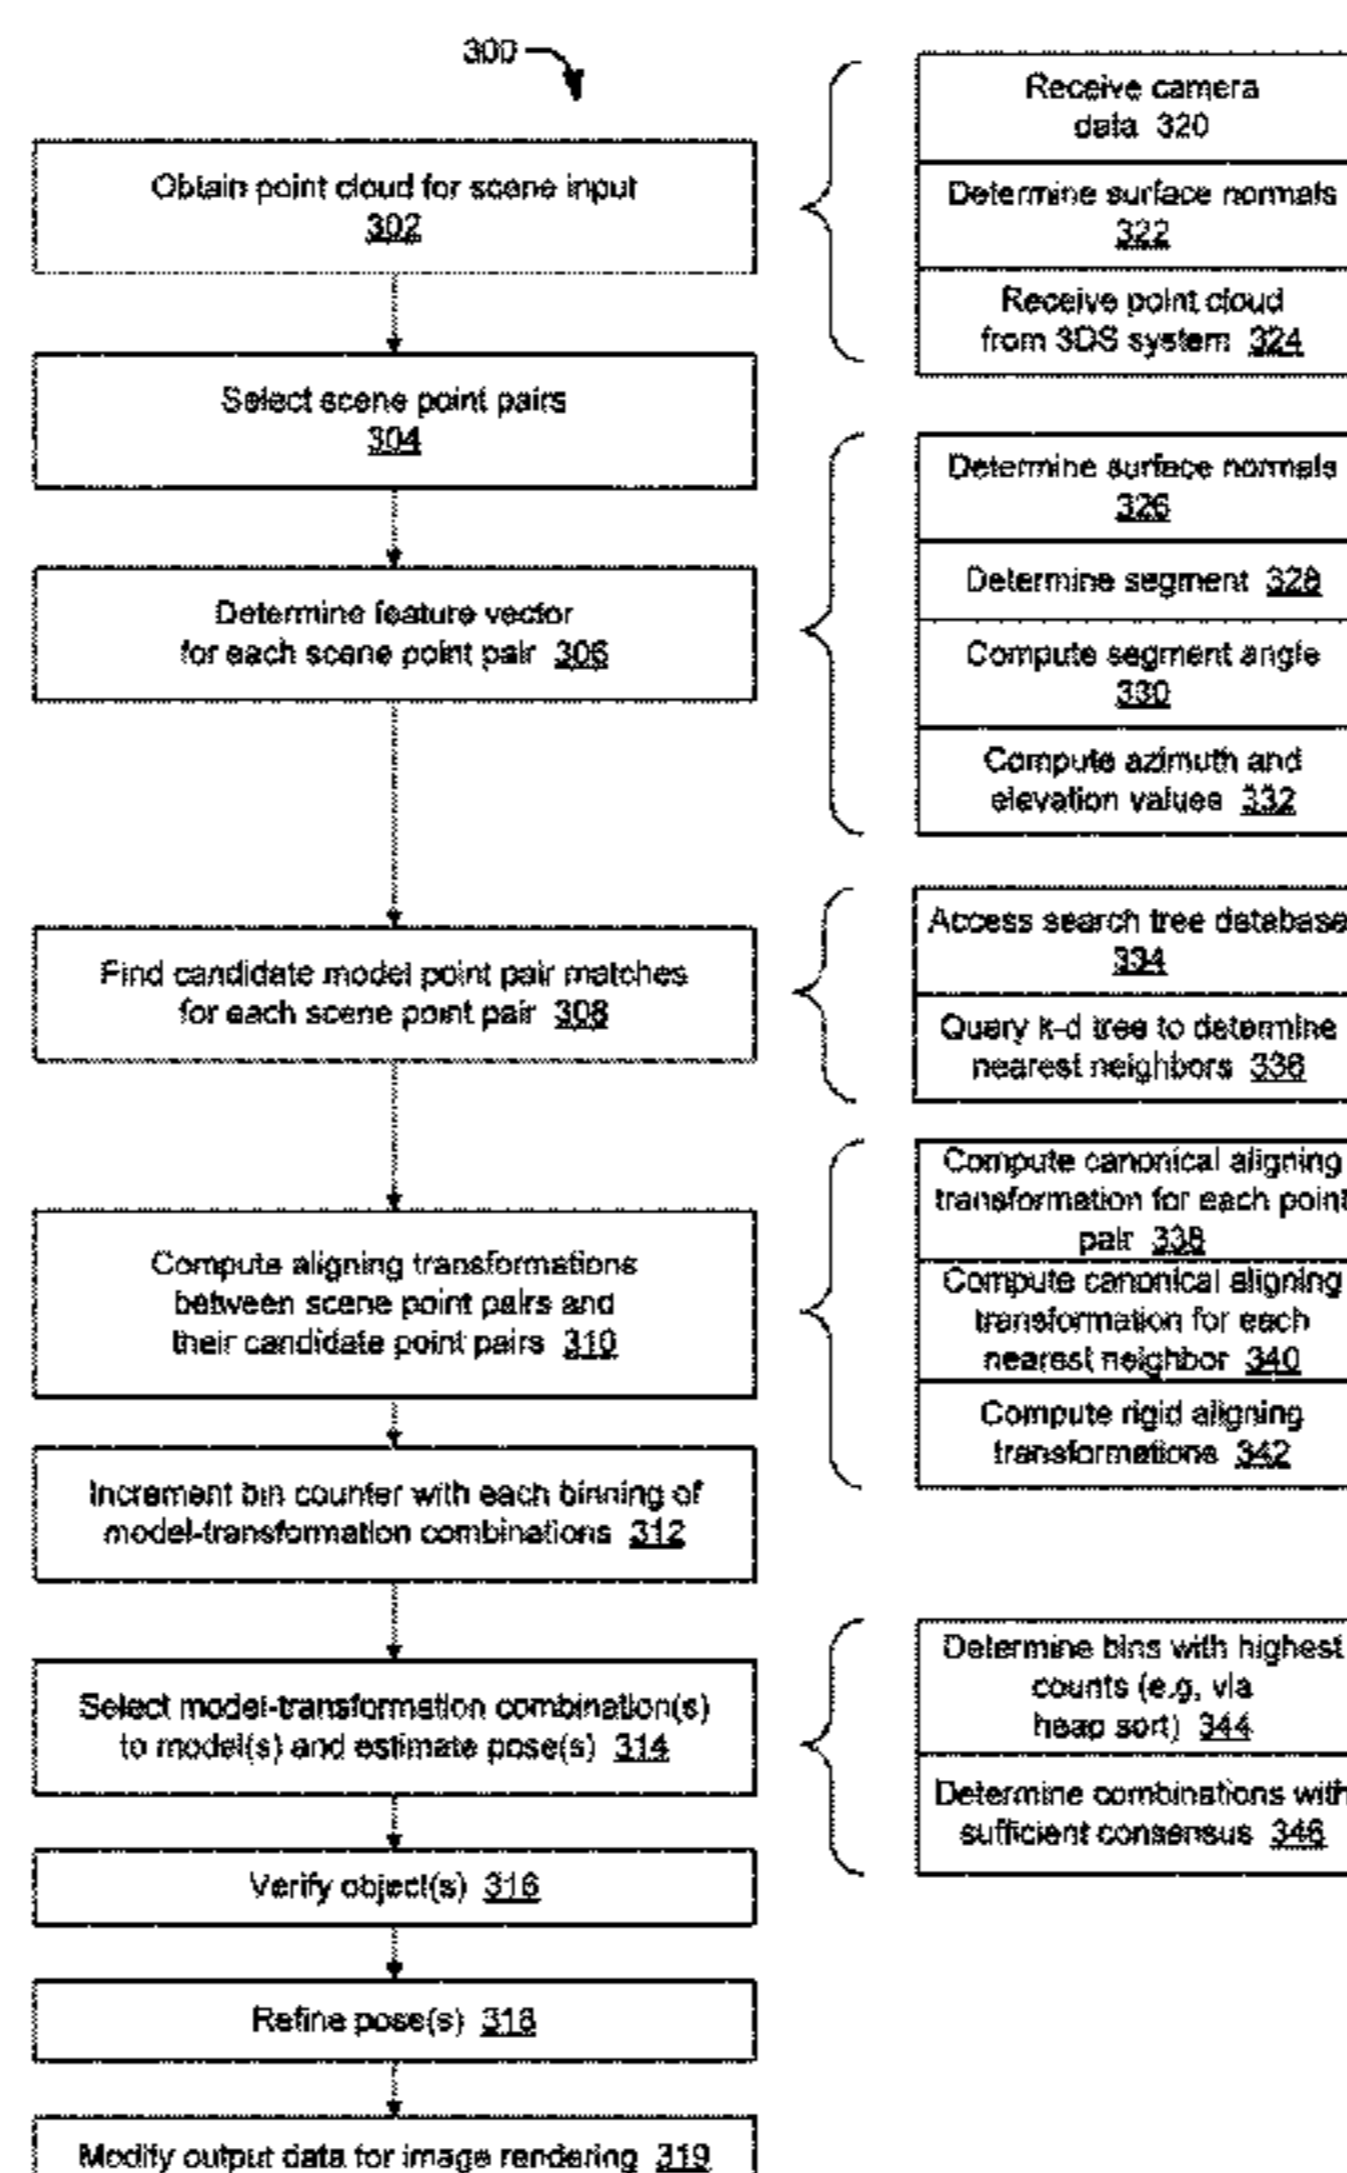 300
Obtain point cloud for scene input
302
Select scene point pairs
304
Determine feature vector
for each scene point pair 306
Find candidate model point pair matches
for each scene point pair 308
Compute aligning transformations
between scene point pairs and
their candidate point pairs 310
Increment bin counter with each binning of
model-transformation combinations 312
Select model-transformation combination(s)
to model(s) and estimate pose(s) 314
Verify object(s) 316
Refine pose(s) 318
Modify output data for image rendering 319
Receive camera
data 320
Determine surface normals
322
Receive point cloud
from 3DS system 324
Determine surface normals
326
Determine segment 328
Compute segment angle
330
Compute azimuth and
elevation values 332
Access search tree database
334
Query k-d tree to determine
nearest neighbors 336
Compute canonical aligning
transformation for each point
pair 338
Compute canonical aligning
transformation for each
nearest neighbor 340
Compute rigid aligning
transformations 342
Determine bins with highest
counts (e.g, via
heap sort) 344
Determine combinations with
sufficient consensus 346